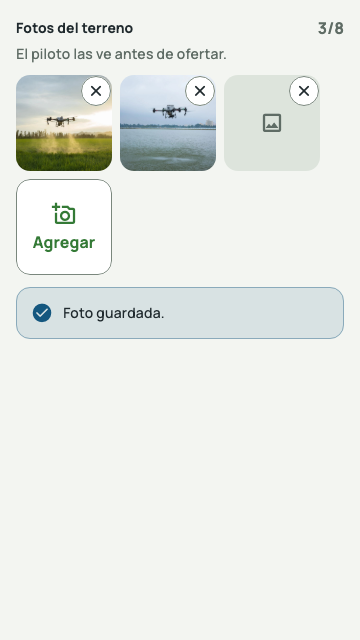 Fotos del terreno
3/8
El piloto las ve antes de ofertar.
Agregar
Foto guardada.